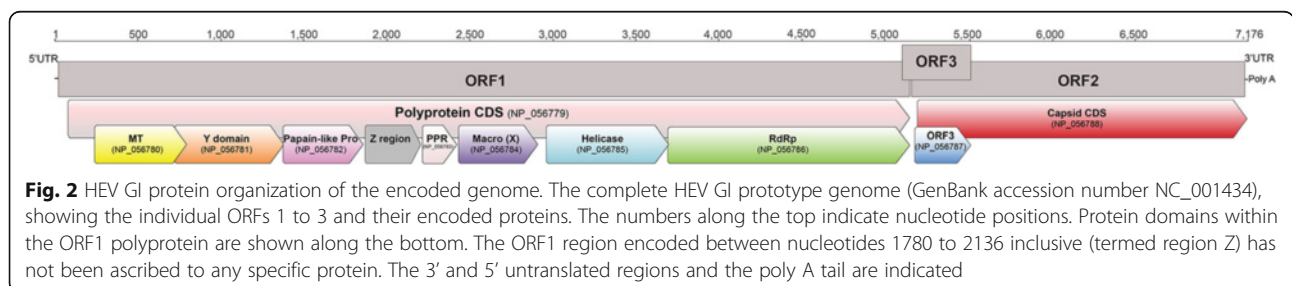 1 500 1,000 1,500 2,000 2,500 3,000 3,500 4,000 4,500 5,000 5,500 6,000 6,500 7,176
5'UTR ORF3 3'UTR
ORF1 ORF2 Poly A
Polyprotein CDS (NP_056779) Capsid CDS
(NP_056788)
MT Y domain Papain-like Pro Z region PPR Macro (X) Helicase RdRp ORF3
(NP_056780) (NP_056781) (NP_056782) (NP_056784) (NP_056785) (NP_056786) (NP_056787)
Fig. 2 HEV GI protein organization of the encoded genome. The complete HEV GI prototype genome (GenBank accession number NC_001434),
showing the individual ORFs 1 to 3 and their encoded proteins. The numbers along the top indicate nucleotide positions. Protein domains within
the ORF1 polyprotein are shown along the bottom. The ORF1 region encoded between nucleotides 1780 to 2136 inclusive (termed region Z) has
not been ascribed to any specific protein. The 3’ and 5’ untranslated regions and the poly A tail are indicated